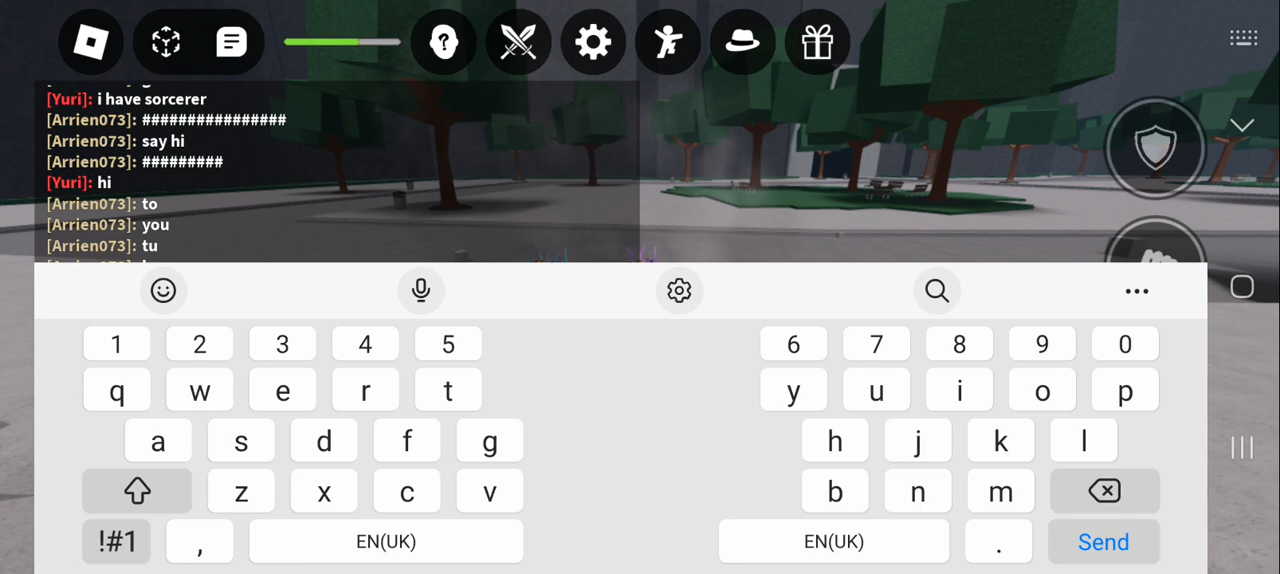 [Yuri]: i have sorcerer
[Arrien073]: ###############
[Arrien073]: say hi
[Arrien073]: #########
[Yuri]: hi
[Arrien073]: to
[Arrien073]: you
[Arrien073]: tu
1 2 3 4 5 6 7 8 9 0
q w e r t y u i o p
a s d f g h j k l
z x c v b n m
!#1 , EN(UK) EN(UK) . Send